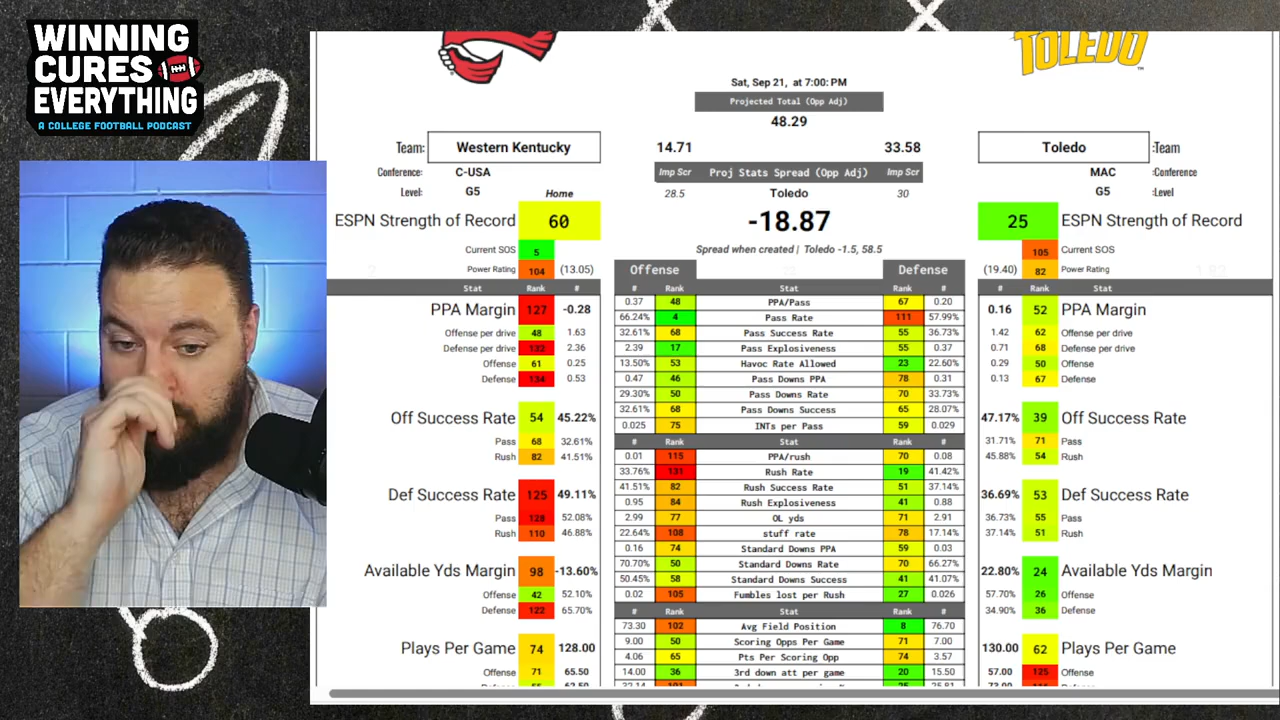 WINNING
CURES
EVERYTHING
A COLLEGE FOOTBALL PODCAST
TOLEDO
Sat, Sep 21, at 7:00: PM
Projected Total (Opp Adj)
48.29
Team: Western Kentucky 14.71 33.58 Toledo :Team
Conference: C-USA Imp Scr Proj Stats Spread (Opp Adj) Imp Scr MAC :Conference
Level: G5 Home 28.5 Toledo 30 G5 :Level
ESPN Strength of Record 60 -18.87 25 ESPN Strength of Record
Current SOS 5 Spread when created | Toledo -1.5, 58.5 105 Current SOS
Power Rating 104 (13.05) Offense Defense (19.40) 82 Power Rating
Stat Rank # # Rank Stat Rank # # Rank Stat
PPA Margin 127 -0.28 0.37 48 PPA/Pass 67 0.20 0.16 52 PPA Margin
66.24% 4 Pass Rate 111 57.99%
Offense per drive 48 1.63 32.61% 68 Pass Success Rate 55 36.73% 1.42 62 Offense per drive
Defense per drive 132 2.36 2.39 17 Pass Explosiveness 55 0.37 0.71 68 Defense per drive
Offense 61 0.25 13.50% 53 Havoc Rate Allowed 23 22.60% 0.29 50 Offense
Defense 134 0.53 0.47 46 Pass Downs PPA 78 0.31 0.13 67 Defense
29.30% 50 Pass Downs Rate 70 33.73%
Off Success Rate 54 45.22% 32.61% 68 Pass Downs Success 65 28.07% 47.17% 39 Off Success Rate
0.025 75 INTs per Pass 59 0.029
Pass 68 32.61% # Rank Stat Rank # 31.71% 71 Pass
Rush 82 41.51% 0.01 115 PPA/rush 70 0.08 45.88% 54 Rush
33.76% 131 Rush Rate 19 41.42%
Def Success Rate 125 49.11% 41.51% 82 Rush Success Rate 51 37.14% 36.69% 53 Def Success Rate
0.95 84 Rush Explosiveness 41 0.88
Pass 128 52.08% 2.99 77 OL yds 71 2.91 36.73% 55 Pass
Rush 110 46.88% 22.64% 108 stuff rate 78 17.14% 37.14% 51 Rush
0.16 74 Standard Downs PPA 59 0.03
Available Yds Margin 98 -13.60% 70.70% 50 Standard Downs Rate 70 66.27% 22.80% 24 Available Yds Margin
50.45% 58 Standard Downs Success 41 41.07%
Offense 42 52.10% 0.02 105 Fumbles lost per Rush 27 0.026 57.70% 26 Offense
Defense 122 65.70% # Rank Stat Rank # 34.90% 36 Defense
73.30 102 Avg Field Position 8 76.70
Plays Per Game 74 128.00 9.00 50 Scoring Opps Per Game 71 7.00 130.00 62 Plays Per Game
4.06 65 Pts Per Scoring Opp 74 3.57
Offense 71 65.50 14.00 36 3rd down att per game 20 15.50 57.00 125 Offense